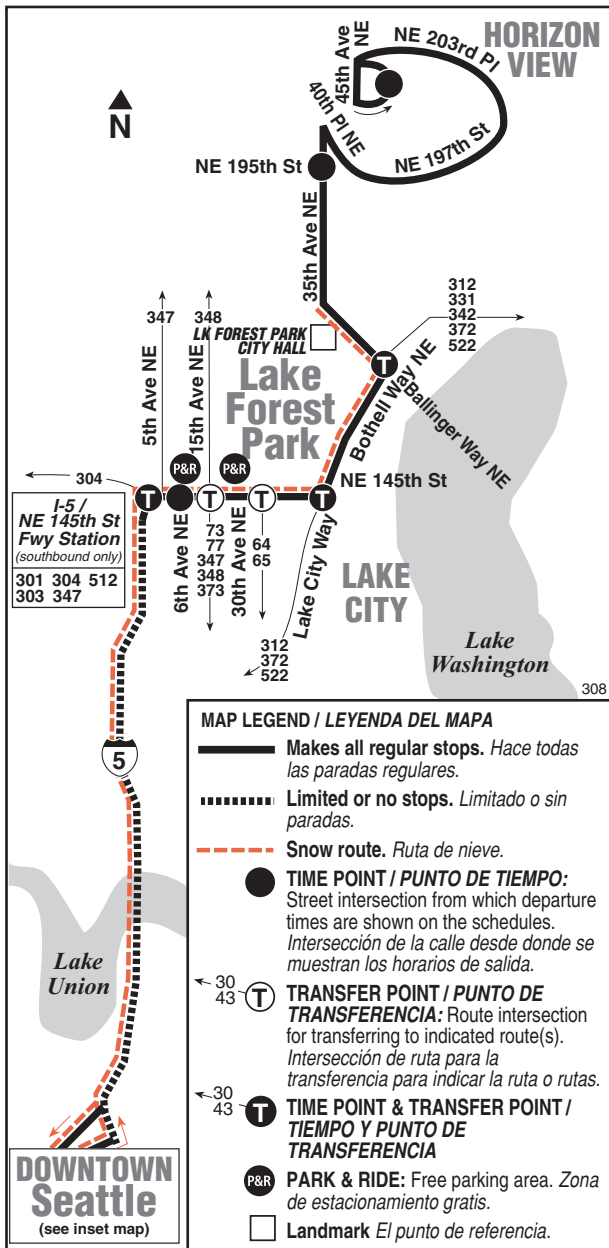 HORIZON
VIEW
NE 203rd Pl
45th Ave
NE
40th Pl NE
NE 197th St
N
NE 195th St
35th Ave NE
312
331
342
372
522
347
348
LK FOREST PARK
CITY HALL
5th Ave NE
15th Ave NE
Lake
Forest
Park
Bothell Way NE
Ballinger Way NE
T
P&R
P&R
304
T
T
T
T
NE 145th St
I-5 /
NE 145th St
Fwy Station
(southbound only)
301 304 512
303 347
6th Ave NE
73
77
347
348
373
30th Ave NE
64
65
Lake City Way
LAKE
CITY
312
372
522
Lake
Washington
308
5
Lake
Union
DOWNTOWN
Seattle
(see inset map)
MAP LEGEND / LEYENDA DEL MAPA
Makes all regular stops. Hace todas
las paradas regulares.
Limited or no stops. Limitado o sin
paradas.
Snow route. Ruta de nieve.
TIME POINT / PUNTO DE TIEMPO:
Street intersection from which departure
times are shown on the schedules.
Intersección de la calle desde donde se
muestran los horarios de salida.
30
43
T
TRANSFER POINT / PUNTO DE
TRANSFERENCIA: Route intersection
for transferring to indicated route(s).
Intersección de ruta para la
transferencia para indicar la ruta o rutas.
30
43
T
TIME POINT & TRANSFER POINT /
TIEMPO Y PUNTO DE
TRANSFERENCIA
P&R
PARK & RIDE: Free parking area. Zona
de estacionamiento gratis.
Landmark El punto de referencia.